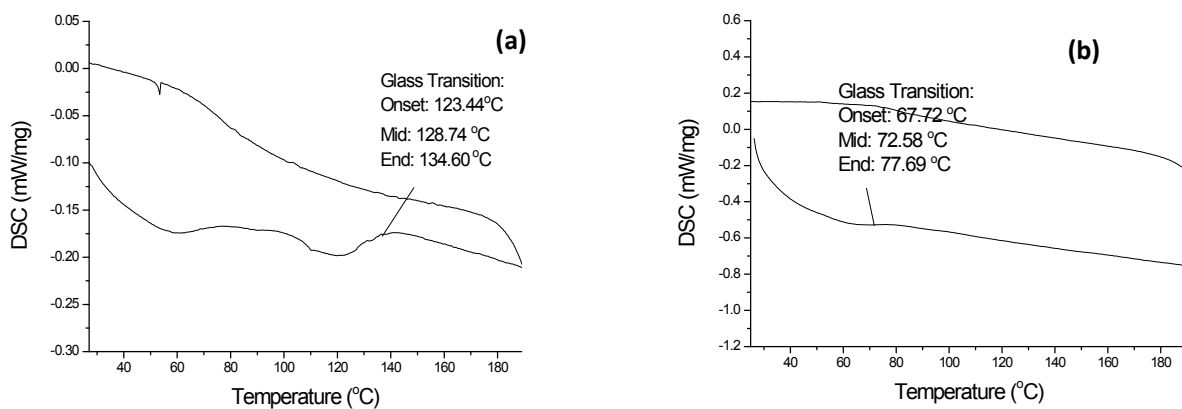 (a)
0.05
0.00
-0.05
-0.10
-0.15
-0.20
-0.25
-0.30
DSC (mW/mg)
Glass Transition:
Onset: 123.44°C
Mid: 128.74 °C
End: 134.60 °C
40 60 80 100 120 140 160 180
Temperature (°C)
(b)
0.6
0.4
0.2
0.0
-0.2
-0.4
-0.6
-0.8
-1.0
-1.2
DSC (mW/mg)
Glass Transition:
Onset: 67.72 °C
Mid: 72.58 °C
End: 77.69 °C
40 60 80 100 120 140 160 180
Temperature (°C)